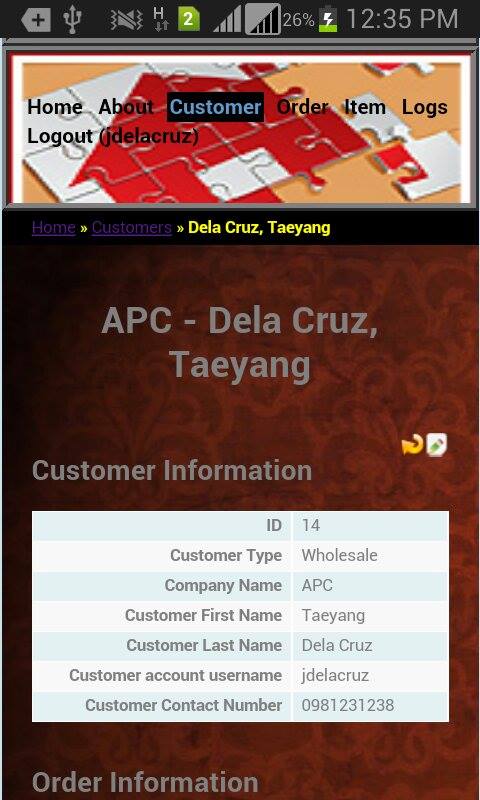 H 2 26% 12:35 PM
Home About Customer Order Item Logs
Logout (jdelacruz)
Home » Customers » Dela Cruz, Taeyang
APC - Dela Cruz,
Taeyang
Customer Information
ID 14
Customer Type Wholesale
Company Name APC
Customer First Name Taeyang
Customer Last Name Dela Cruz
Customer account username jdelacruz
Customer Contact Number 0981231238
Order Information